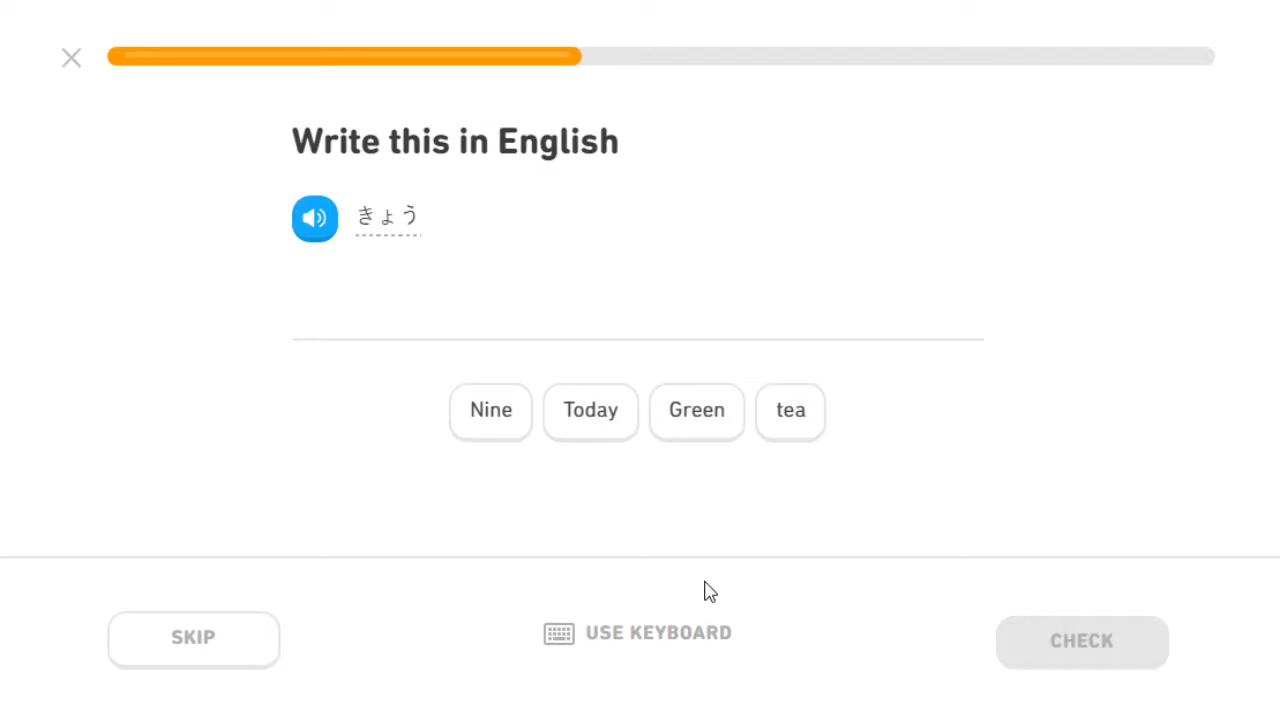 Write this in English
きょう
Nine Today Green tea
SKIP USE KEYBOARD CHECK